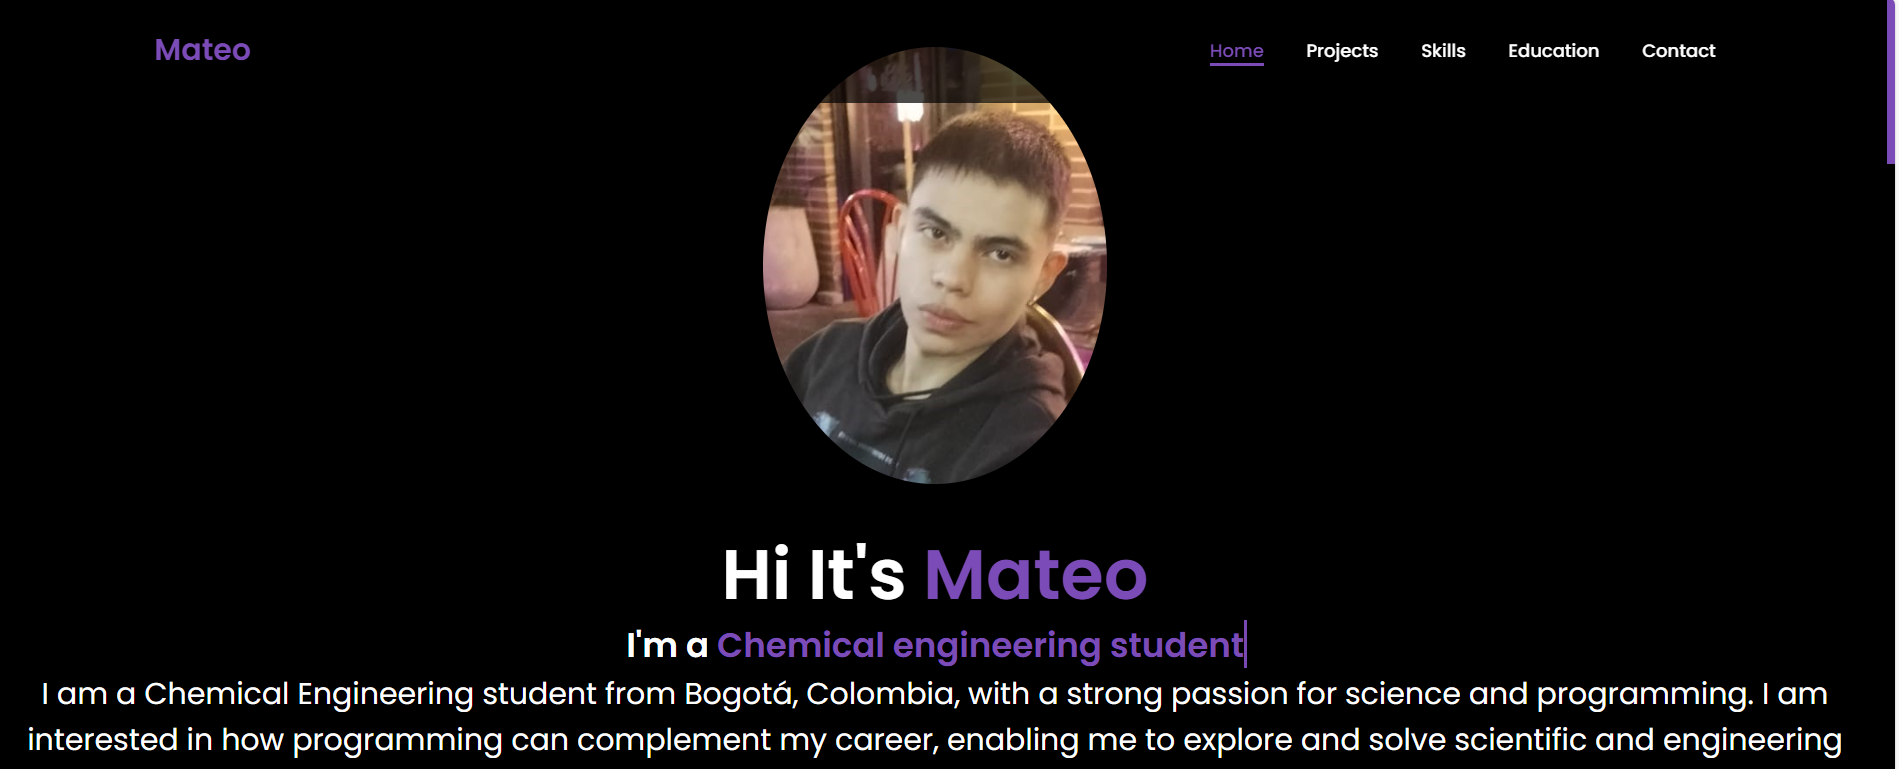 Mateo
Home Projects Skills Education Contact
Hi It's Mateo
I'm a Chemical engineering student
I am a Chemical Engineering student from Bogotá, Colombia, with a strong passion for science and programming. I am
interested in how programming can complement my career, enabling me to explore and solve scientific and engineering